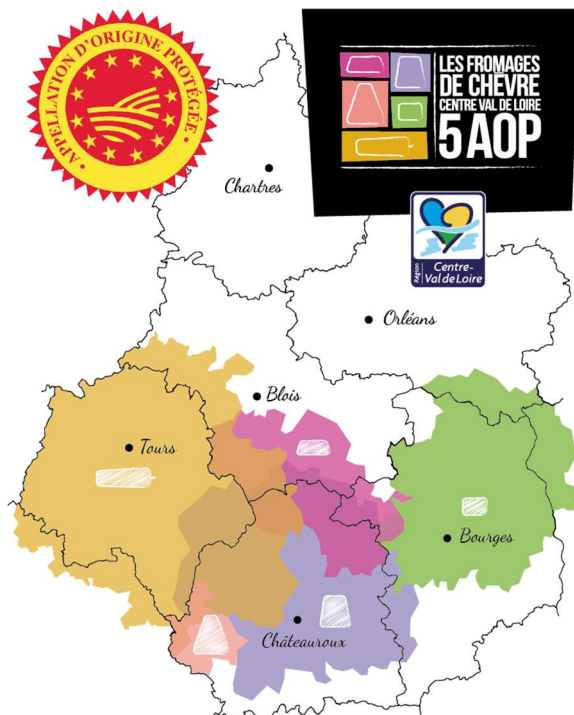 • APPELLATION D'ORIGINE PROTÉGÉE •
LES FROMAGES
DE CHÈVRE
CENTRE VAL DE LOIRE
5 AOP
Chartres
Région
Centre-
Val de Loire
Orléans
Blois
Tours
Bourges
Châteauroux